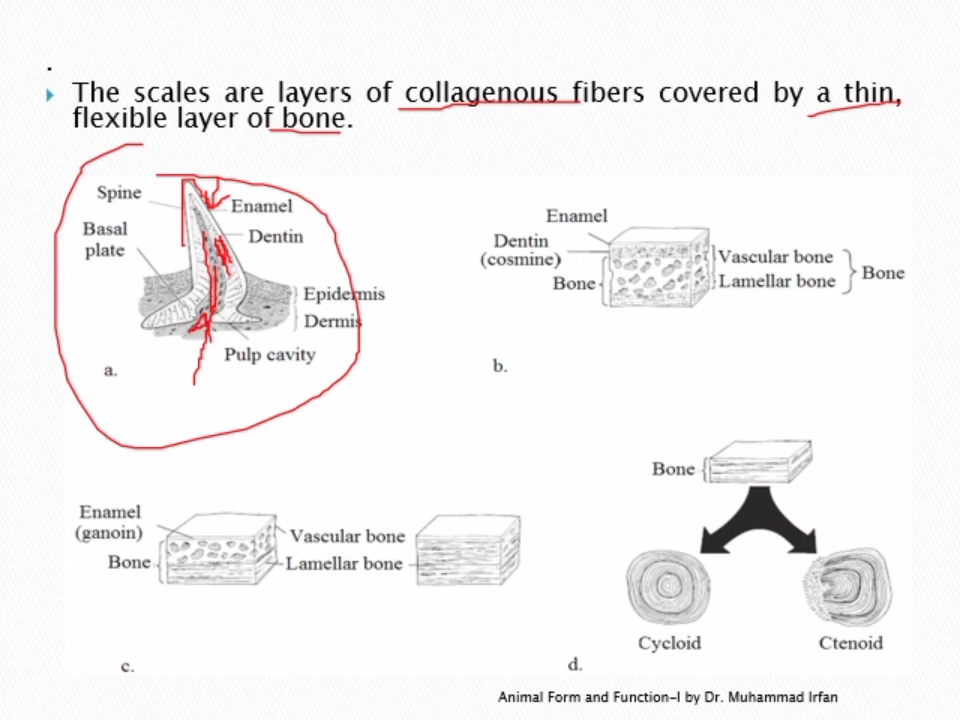 .
The scales are layers of collagenous fibers covered by a thin,
flexible layer of bone.
Spine
Enamel
Basal
plate
Dentin
Epidermis
Dermis
Pulp cavity
a.
Enamel
Dentin
(cosmine)
Bone
Vascular bone
Lamellar bone
Bone
b.
Enamel
(ganoin)
Bone
Vascular bone
Lamellar bone
c.
Bone
Cycloid
Ctenoid
d.
Animal Form and Function-I by Dr. Muhammad Irfan